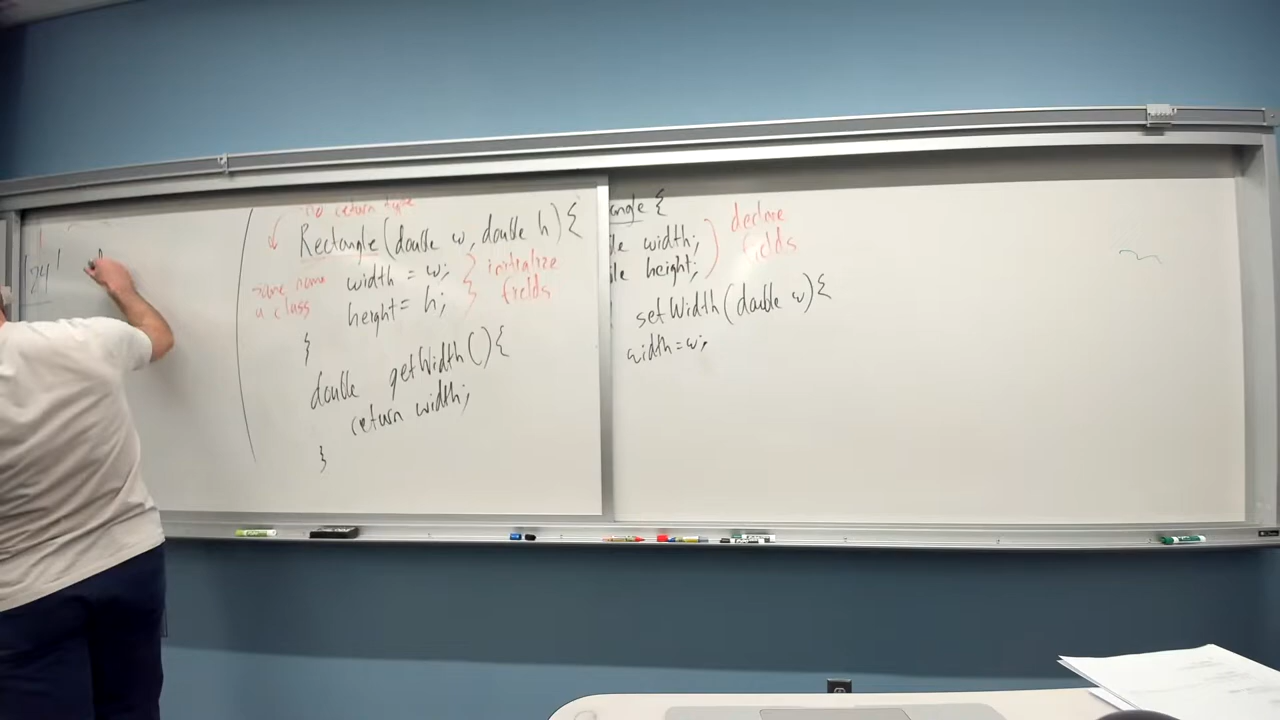 24
no return type
Rectangle(double w, double h){
same name
a class
width = w;
height = h;
initialize
fields
}
double getWidth(){
return width;
}
angle {
le width;
le height;
declare
fields
setWidth(double w){
width=w;